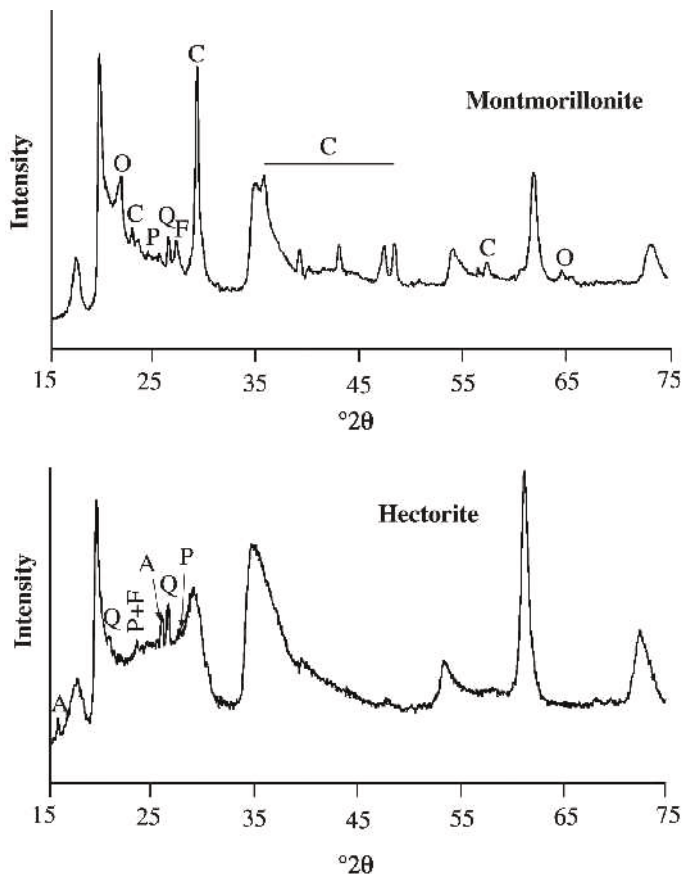 C
Montmorillonite
C
O
C
P
Q
F
C
O
Intensity
15 25 35 45 55 65 75
°2θ
Hectorite
A
P
Q
Q
P+F
A
Intensity
15 25 35 45 55 65 75
°2θ